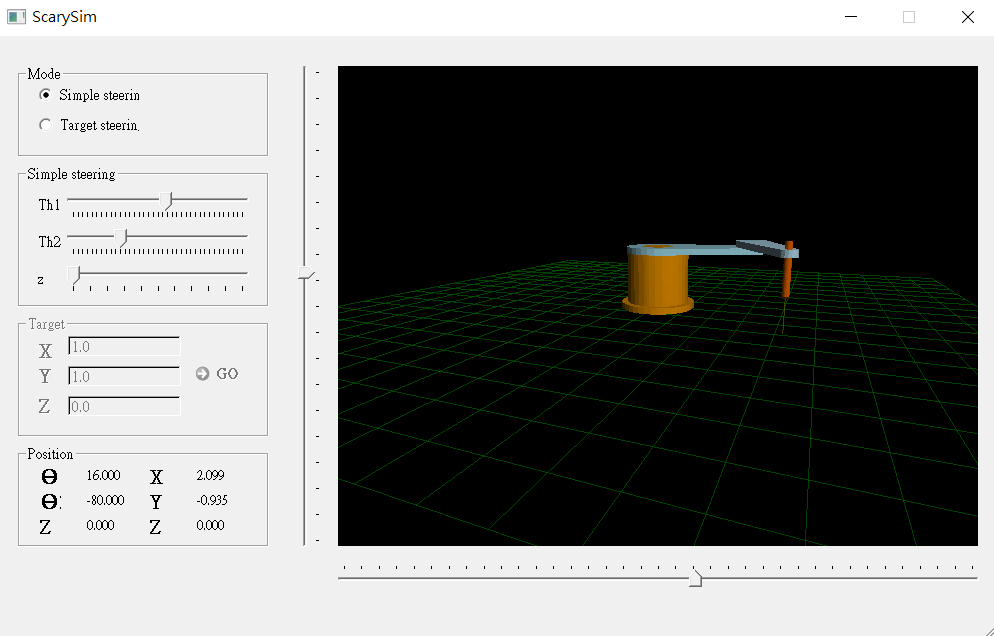 ScarySim
Mode
Simple steerin
Target steerin.
Simple steering
Th1
Th2
z
Target
X 1.0
Y 1.0 GO
Z 0.0
Position
Θ 16.000 X 2.099
Θ: -80.000 Y -0.935
Z 0.000 Z 0.000